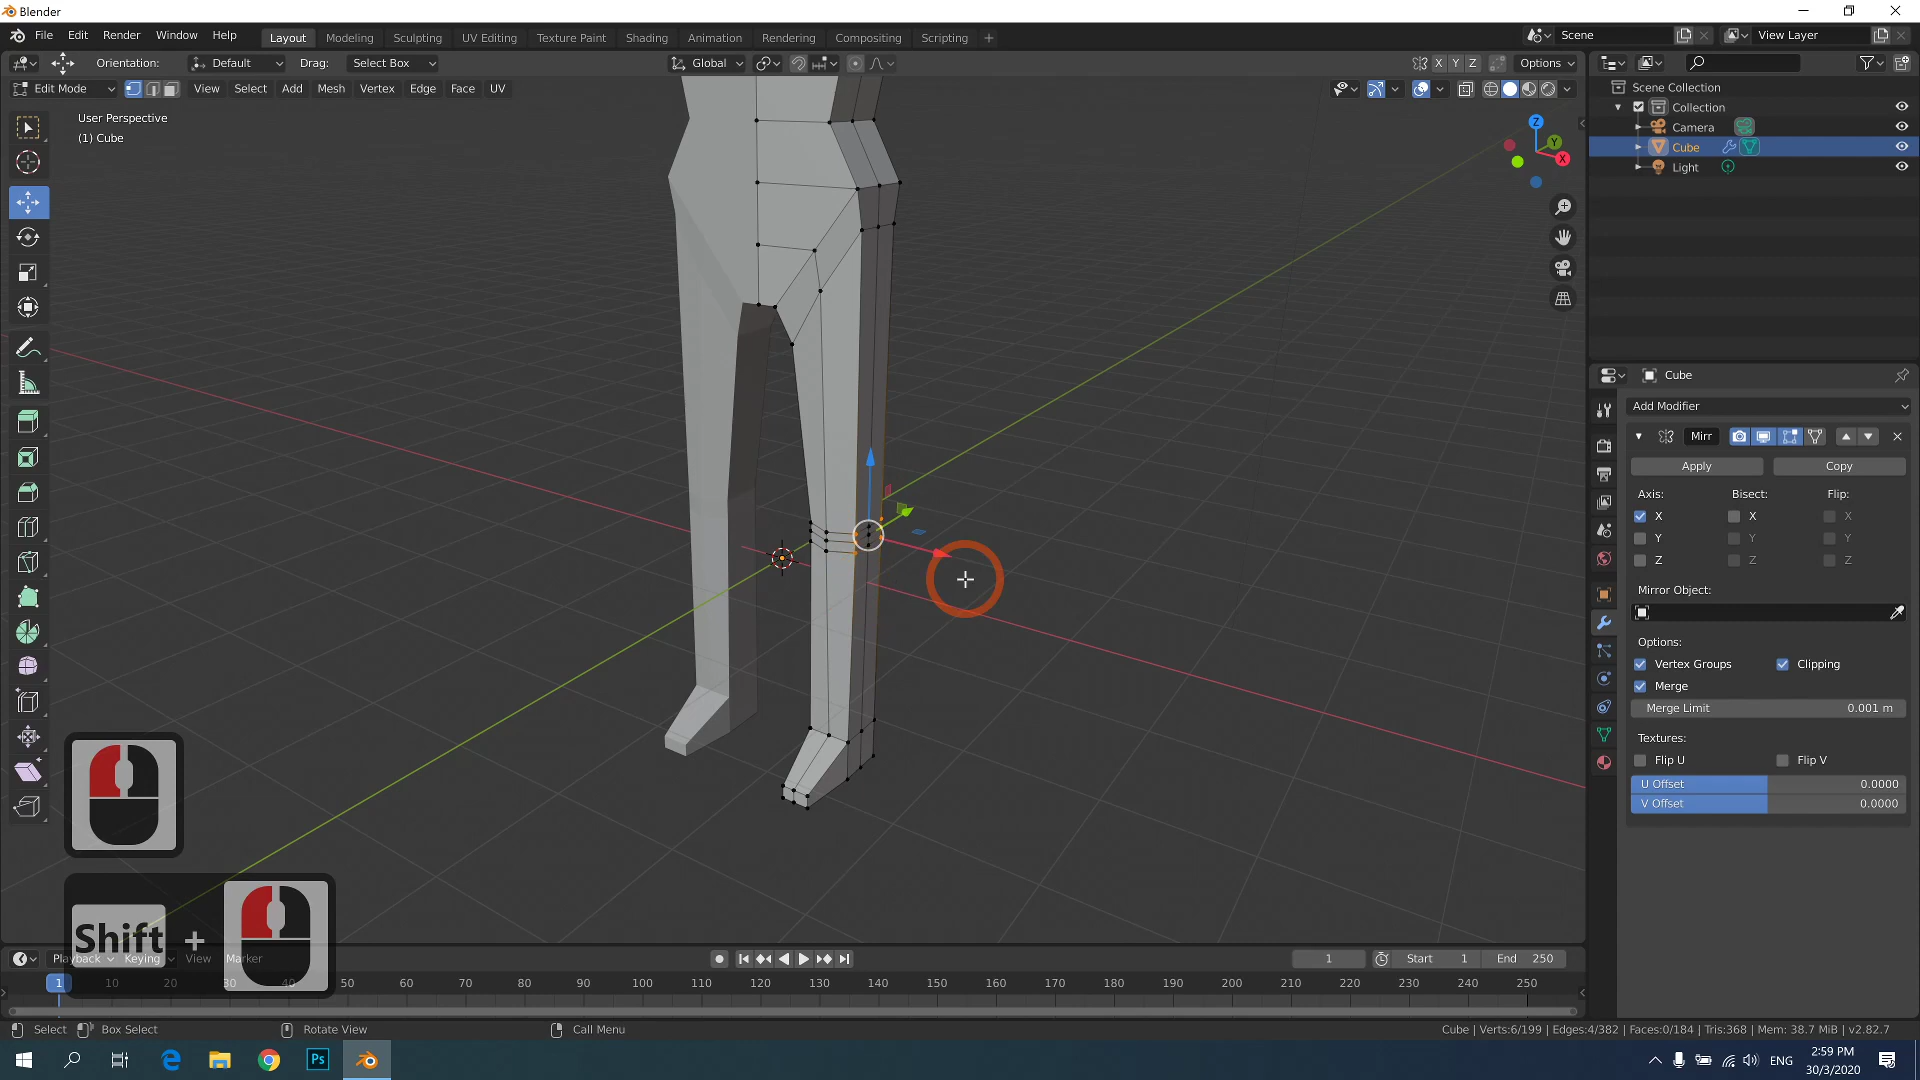 Blender
File Edit Render Window Help Layout Modeling Sculpting UV Editing Texture Paint Shading Animation Rendering Compositing Scripting + Scene View Layer
Orientation: Default Drag: Select Box Global X Y Z Options
Edit Mode View Select Add Mesh Vertex Edge Face UV
User Perspective
(1) Cube
Z
Y
X
Scene Collection
Collection
Camera
Cube
Light
Cube
Add Modifier
Mirr
Apply Copy
Axis: Bisect: Flip:
X X X
Y Y Y
Z Z Z
Mirror Object:
Options:
Vertex Groups Clipping
Merge
Merge Limit 0.001 m
Textures:
Flip U Flip V
U Offset 0.0000
V Offset 0.0000
Shift +
Playback Keying View Marker 1 Start 1 End 250
1 10 20 30 40 50 60 70 80 90 100 110 120 130 140 150 160 170 180 190 200 210 220 230 240 250
Select Box Select Rotate View Call Menu Cube | Verts:6/199 | Edges:4/382 | Faces:0/184 | Tris:368 | Mem: 38.7 MiB | v2.82.7
Ps ENG 2:59 PM
30/3/2020